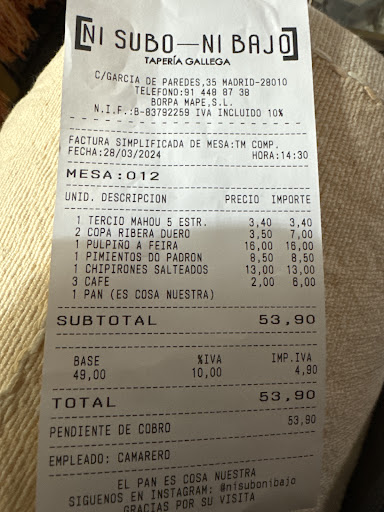 NI SUBO—NI BAJO
TAPERÍA GALLEGA
C/GARCIA DE PAREDES,35 MADRID-28010
TELEFONO:91 448 87 38
BORPA MAPE,S.L.
N.I.F.:B-83792259 IVA INCLUIDO 10%
FACTURA SIMPLIFICADA DE MESA:TM COMP.
FECHA:28/03/2024 HORA:14:30
MESA:012
UNID. DESCRIPCION PRECIO IMPORTE
1 TERCIO MAHOU 5 ESTR. 3,40 3,40
2 COPA RIBERA DUERO 3,50 7,00
1 PULPIÑO A FEIRA 16,00 16,00
1 PIMIENTOS DO PADRON 8,50 8,50
1 CHIPIRONES SALTEADOS 13,00 13,00
3 CAFE 2,00 6,00
1 PAN (ES COSA NUESTRA)
SUBTOTAL 53,90
BASE %IVA IMP.IVA
49,00 10,00 4,90
TOTAL 53,90
PENDIENTE DE COBRO 53,90
EMPLEADO: CAMARERO
EL PAN ES COSA NUESTRA
SIGUENOS EN INSTAGRAM: @nisubonibajo
GRACIAS POR SU VISITA